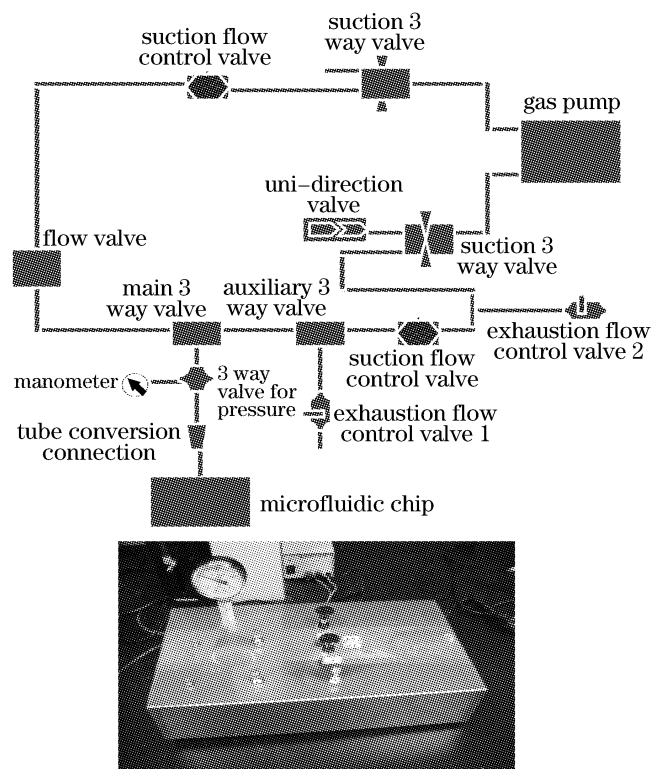 suction flow
control valve
suction 3
way valve
gas pump
uni-direction
valve
suction 3
way valve
flow valve
main 3
way valve
auxiliary 3
way valve
suction flow
control valve
exhaustion flow
control valve 2
manometer
3 way
valve for
pressure
exhaustion flow
control valve 1
tube conversion
connection
microfluidic chip